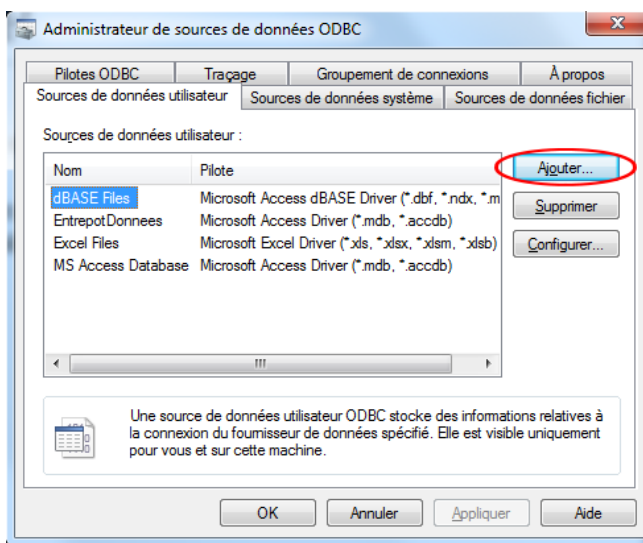 Administrateur de sources de données ODBC
Pilotes ODBC Traçage Groupement de connexions À propos
Sources de données utilisateur Sources de données système Sources de données fichier
Sources de données utilisateur :
Nom Pilote Ajouter...
dBASE Files Microsoft Access dBASE Driver (*.dbf, *.ndx, *.m
Supprimer
EntrepotDonnees Microsoft Access Driver (*.mdb, *.accdb)
Excel Files Microsoft Excel Driver (*.xls, *.xlsx, *.xlsm, *.xlsb) Configurer...
MS Access Database Microsoft Access Driver (*.mdb, *.accdb)
Une source de données utilisateur ODBC stocke des informations relatives à
la connexion du fournisseur de données spécifié. Elle est visible uniquement
pour vous et sur cette machine.
OK Annuler Appliquer Aide